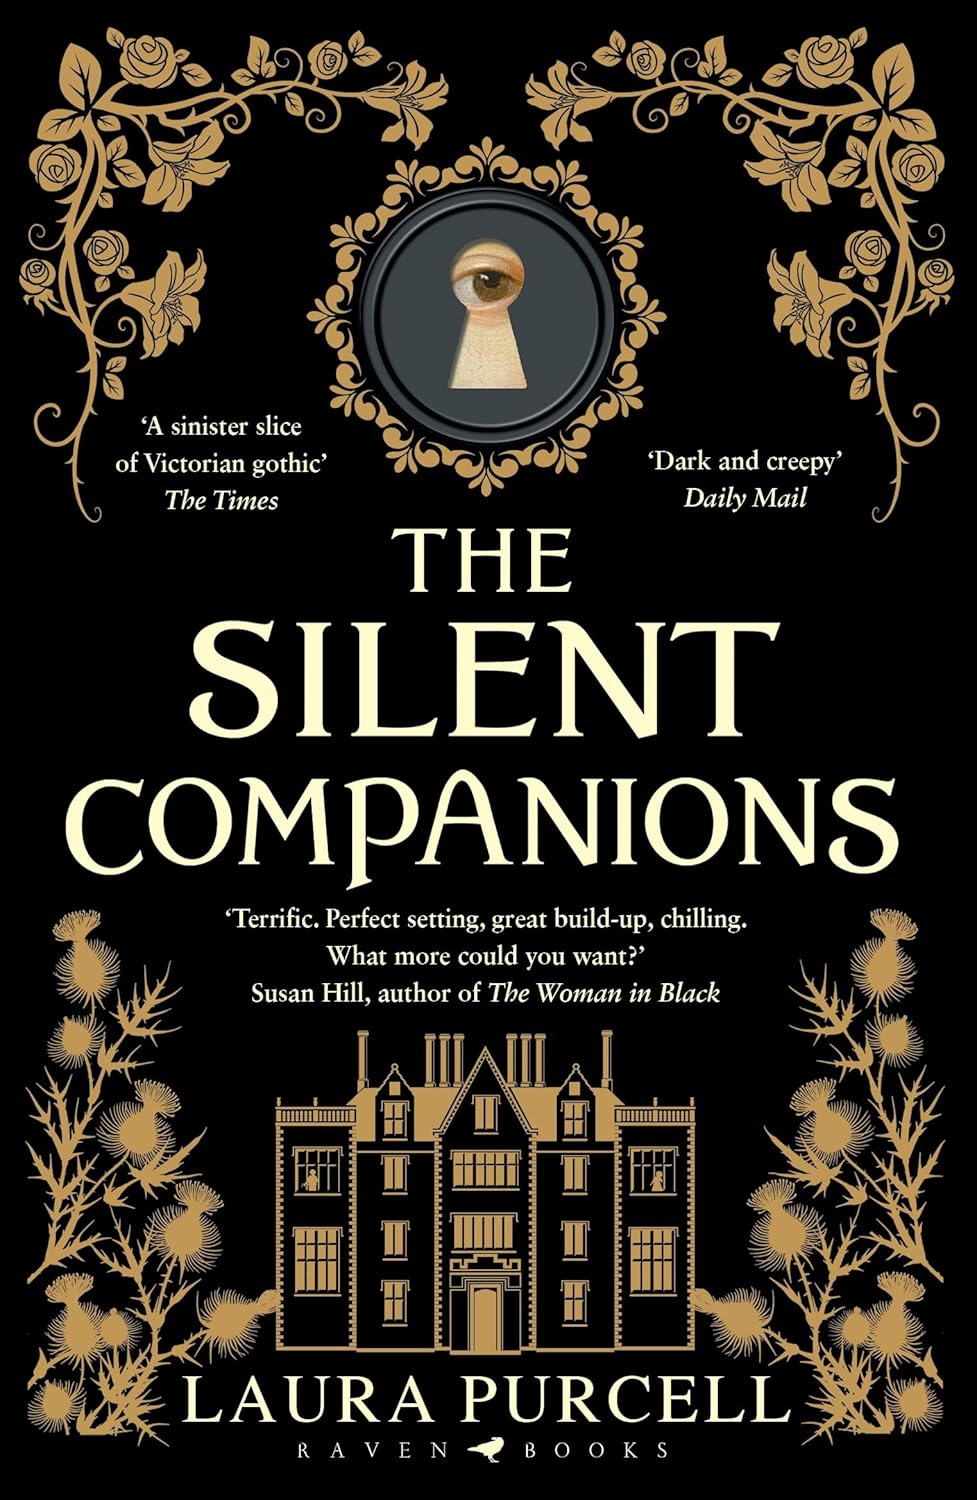 ‘A sinister slice
of Victorian gothic’
The Times
‘Dark and creepy’
Daily Mail
THE
SILENT
COMPANIONS
‘Terrific. Perfect setting, great build-up, chilling.
What more could you want?’
Susan Hill, author of The Woman in Black
LAURA PURCELL
RAVEN BOOKS